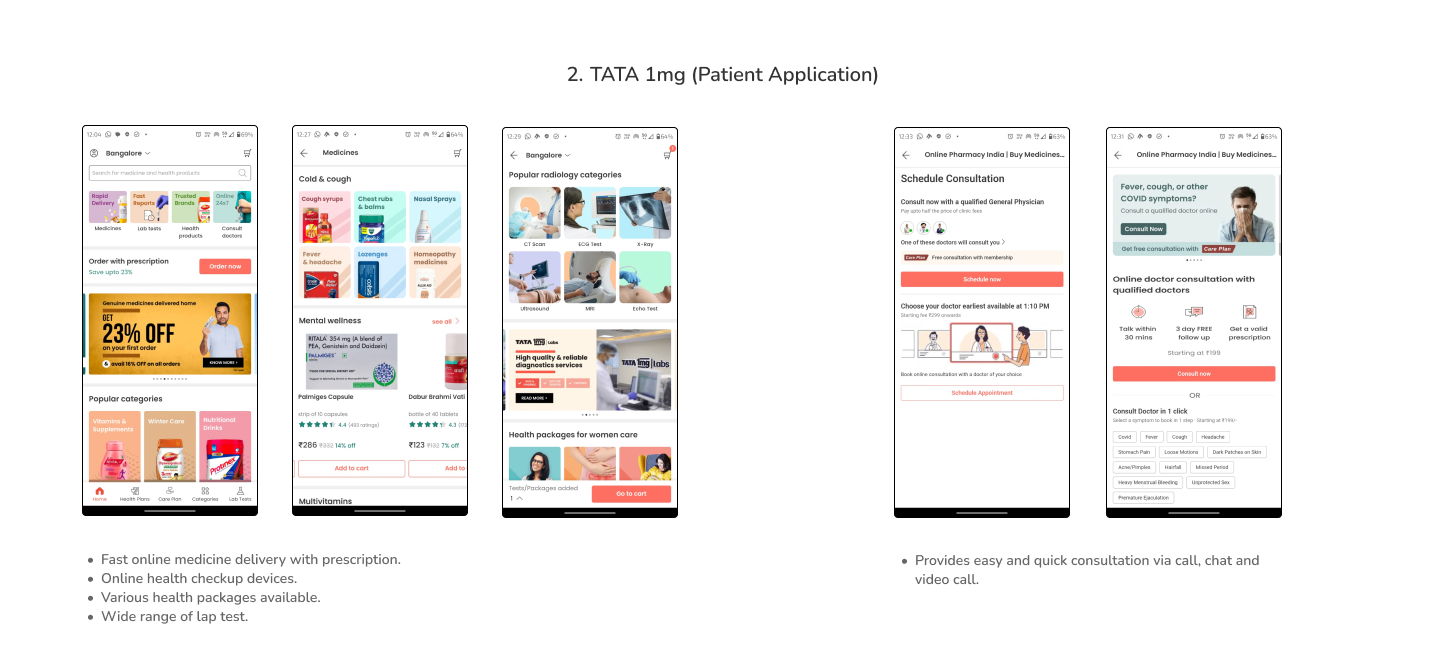 2. TATA 1mg (Patient Application)
12:04
69%
Bangalore
Search for medicine and health products
Rapid Delivery
Fast Reports
Trusted Brands
Online 24x7
Medicines
Lab tests
Health products
Consult doctors
Order with prescription
Save upto 23%
Order now
Genuine medicines delivered home
GET
23% OFF
on your first order
& avail 18% OFF on all orders
KNOW MORE >
Popular categories
Vitamins & Supplements
Winter Care
Nutritional Drinks
Protinex
Home
Health Plans
Care Plan
Categories
Lab Tests
12:27
64%
Medicines
Cold & cough
Cough syrups
Chest rubs & balms
Nasal Sprays
Fever & headache
Lozenges
Homeopathy medicines
Mental wellness
see all >
RITALA® 354 mg (A blend of
PEA, Genistein and Daidzein)
PALMIGES
Palmiges Capsule
Dabur Brahmi Vati
strip of 10 capsules
bottle of 40 tablets
4.4 (493 ratings)
4.3
₹286 ₹332 14% off
₹123 ₹132 7% off
Add to cart
Add to
Multivitamins
12:29
64%
Bangalore
Popular radiology categories
CT Scan
ECG Test
X-Ray
Ultrasound
MRI
Echo Test
TATA 1mg Labs
High quality & reliable
diagnostics services
READ MORE >
TATA 1mg Labs
Health packages for women care
Tests/Packages added
1
Go to cart
12:33
63%
Online Pharmacy India | Buy Medicines...
Schedule Consultation
Consult now with a qualified General Physician
Pay upto half the price of clinic fees
One of these doctors will consult you >
Care Plan Free consultation with membership
Schedule now
Choose your doctor earliest available at 1:10 PM
Starting fee ₹299 onwards
Book online consultation with a doctor of your choice
Schedule Appointment
12:31
63%
Online Pharmacy India | Buy Medicines...
Fever, cough, or other
COVID symptoms?
Consult a qualified doctor online
Consult Now
Get free consultation with Care Plan
Online doctor consultation with
qualified doctors
Talk within 30 mins
3 day FREE follow up
Get a valid prescription
Starting at ₹199
Consult now
OR
Consult Doctor in 1 click
Select a symptom to book in 1 step · Starting at ₹199/-
Covid
Fever
Cough
Headache
Stomach Pain
Loose Motions
Dark Patches on Skin
Acne/Pimples
Hairfall
Missed Period
Heavy Menstrual Bleeding
Unprotected Sex
Premature Ejaculation
• Fast online medicine delivery with prescription.
• Online health checkup devices.
• Various health packages available.
• Wide range of lap test.
• Provides easy and quick consultation via call, chat and
video call.